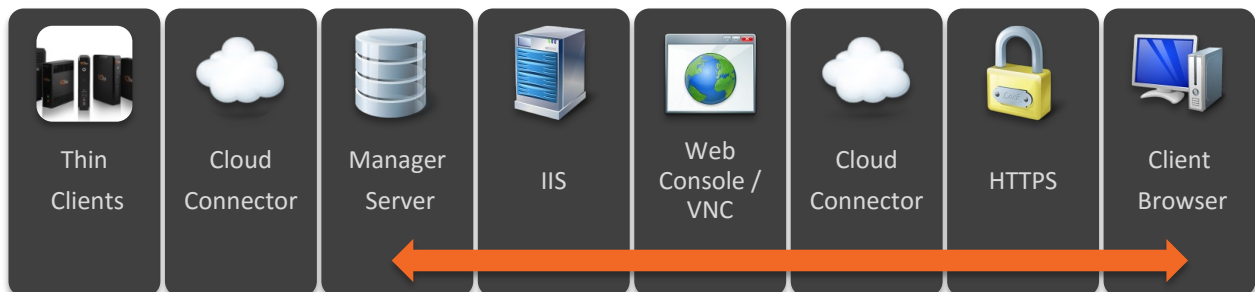 Thin
Clients
Cloud
Connector
Manager
Server
IIS
Web
Console /
VNC
Cloud
Connector
HTTPS
Client
Browser